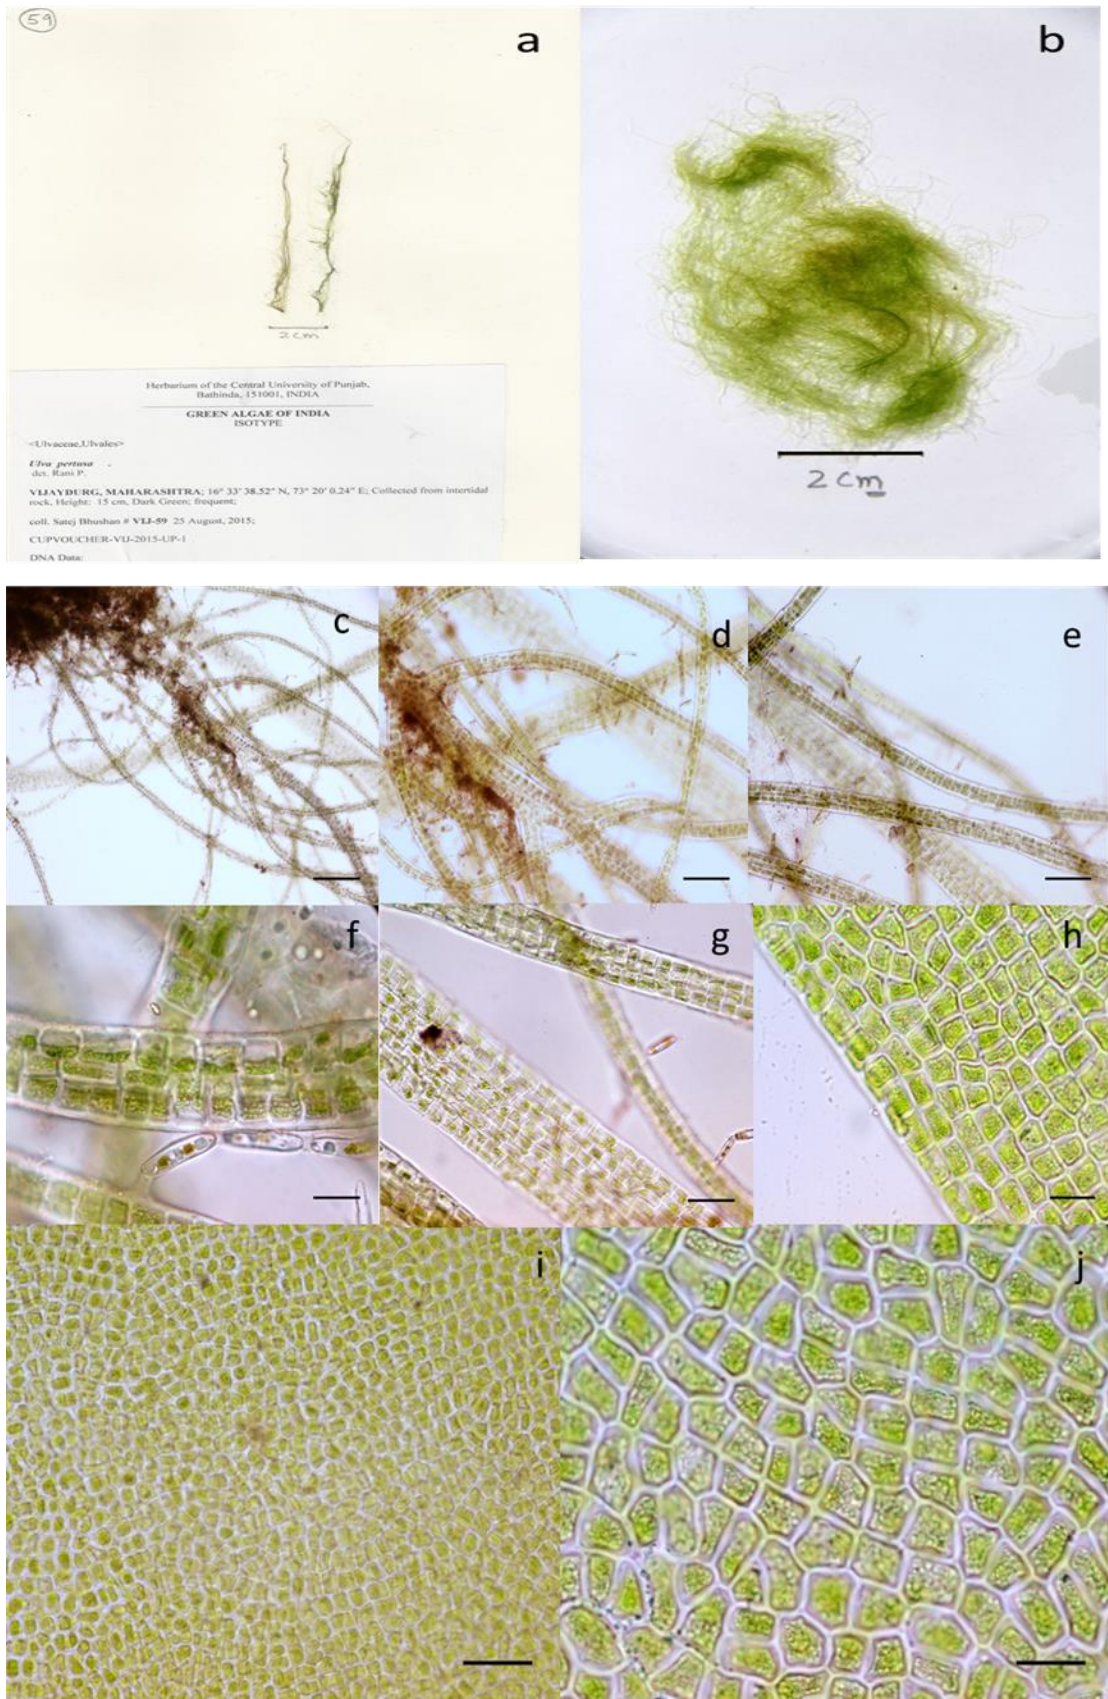 59
a
b
2 cm
Herbarium of the Central University of Punjab,
Bathinda, 151001, INDIA
GREEN ALGAE OF INDIA
ISOTYPE
<Ulvaceae,Ulvales>
Ulva pertusa .
det. Rani P.
VIJAYDURG, MAHARASHTRA; 16° 33' 38.52" N, 73° 20' 0.24" E; Collected from intertidal
rock, Height: 15 cm, Dark Green; frequent;
coll. Satej Bhushan # VIJ-59 25 August, 2015;
CUPVOUCHER-VIJ-2015-UP-1
DNA Data:
2 cm
c
d
e
f
g
h
i
j